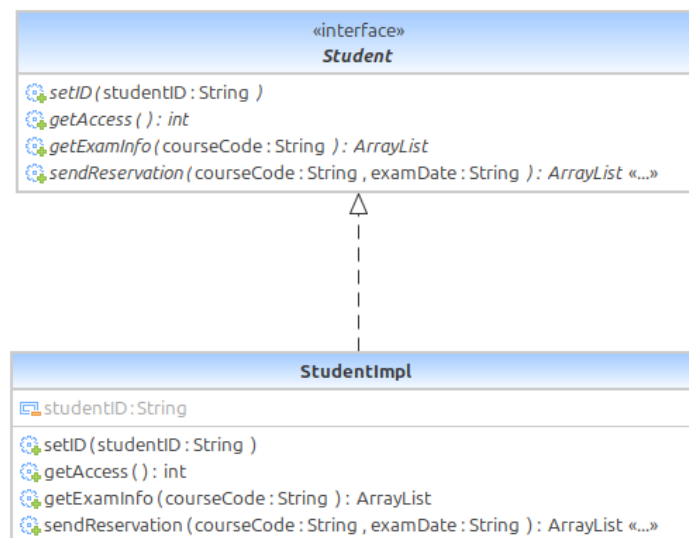 «interface»
Student
setID(studentID:String )
getAccess( ): int
getExamInfo(courseCode:String ): ArrayList
sendReservation(courseCode:String , examDate:String ): ArrayList «...»
StudentImpl
studentID:String
setID(studentID:String )
getAccess( ): int
getExamInfo(courseCode:String ): ArrayList
sendReservation(courseCode:String , examDate:String ): ArrayList «...»